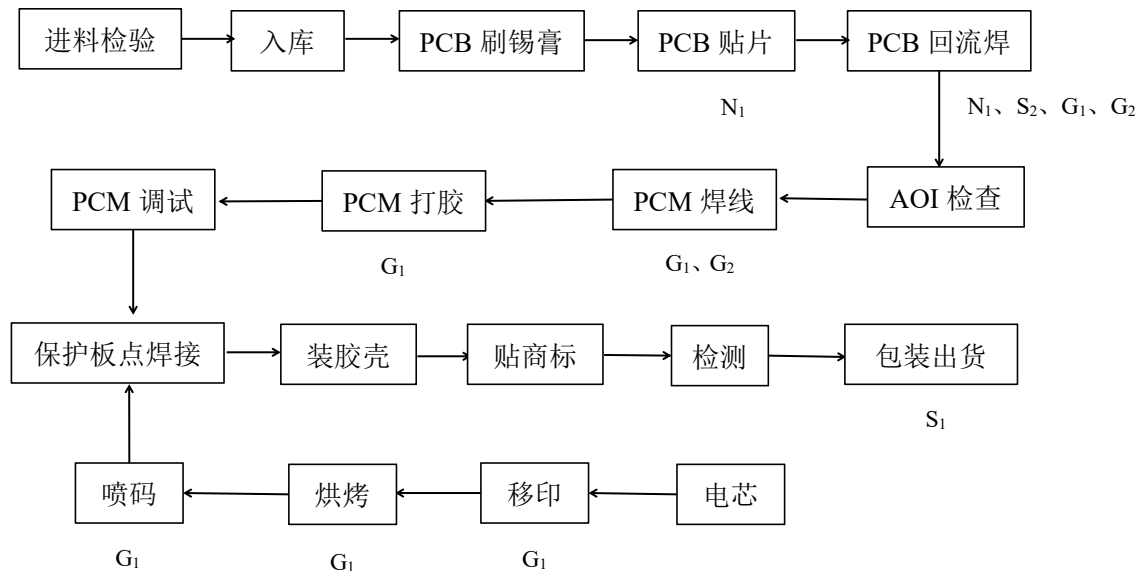 进料检验 入库 PCB 刷锡膏 PCB 贴片 PCB 回流焊
N₁ N₁、S₂、G₁、G₂
PCM 调试 PCM 打胶 PCM 焊线 AOI 检查
G₁ G₁、G₂
保护板点焊接 装胶壳 贴商标 检测 包装出货
S₁
喷码 烘烤 移印 电芯
G₁ G₁ G₁